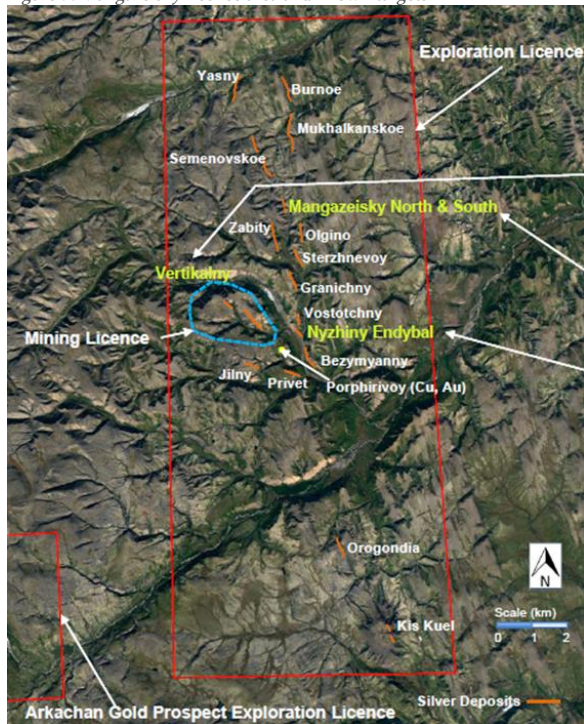 Yasny
Exploration Licence
Burnoe
Mukhalkanskoe
Semenovskoe
Mangazeisky North & South
Zabity
Olgino
Sterzhnevoy
Vertikalny
Granichny
Vostotchny
Mining Licence
Nyzhiny Endybal
Bezymyanny
Jilny
Privet
Porphirivoy (Cu, Au)
Orogondia
N
Scale (km)
Kis Kuel
0 1 2
Silver Deposits
Arkachan Gold Prospect Exploration Licence